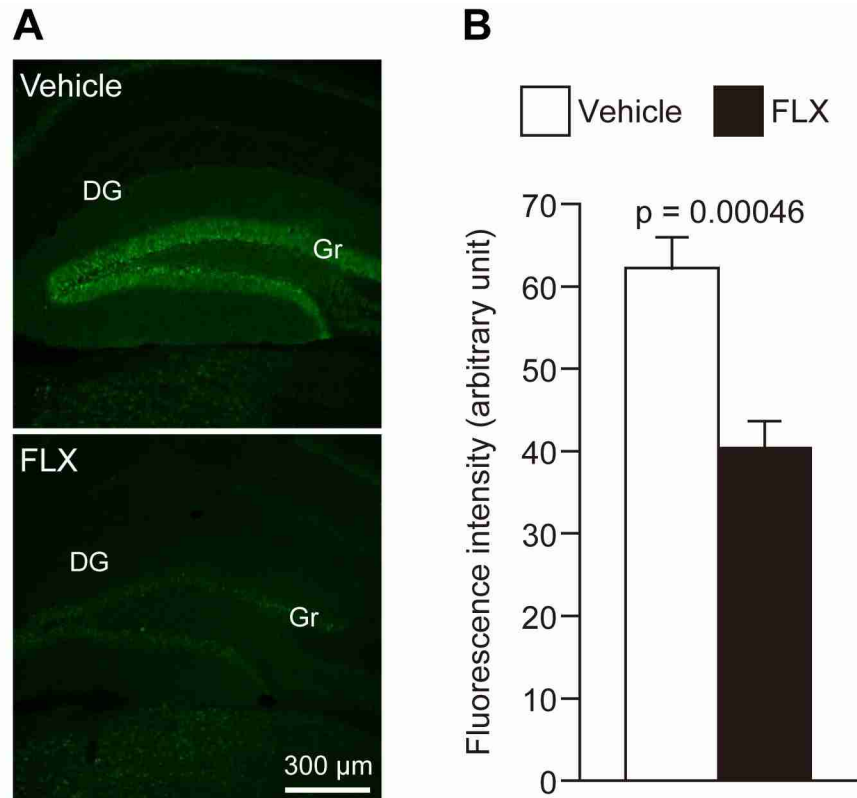 A
Vehicle
DG
Gr
FLX
DG
Gr
300 µm
B
Vehicle FLX
Fluorescence intensity (arbitrary unit)
70
60
50
40
30
20
10
0
p = 0.00046